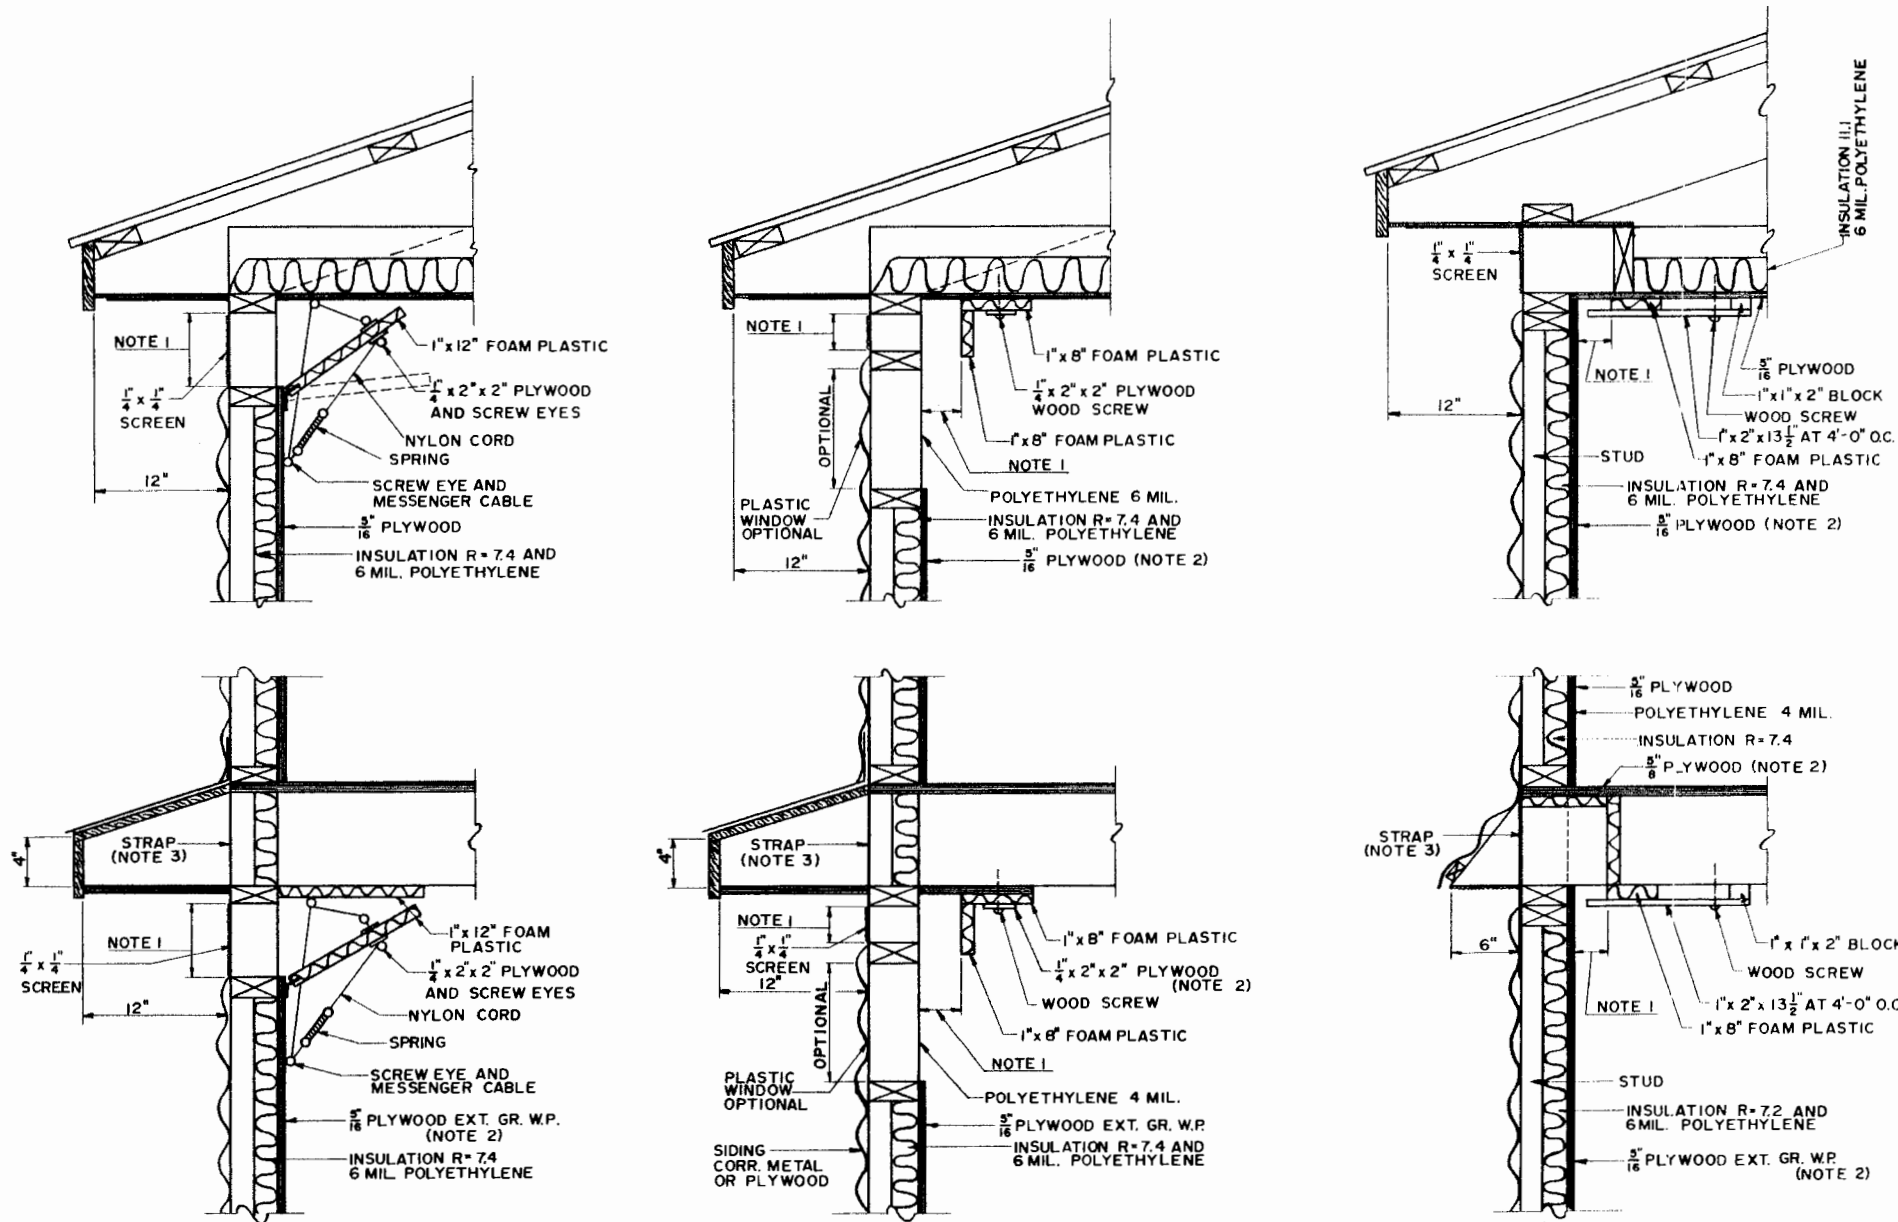 NOTE 1
1/4" x 1/4"
SCREEN
12"
1"x 12" FOAM PLASTIC
1/4" x 2" x 2" PLYWOOD
AND SCREW EYES
NYLON CORD
SPRING
SCREW EYE AND
MESSENGER CABLE
5/16" PLYWOOD
INSULATION R= 7.4 AND
6 MIL. POLYETHYLENE
NOTE 1
OPTIONAL
PLASTIC
WINDOW
OPTIONAL
12"
1"x 8" FOAM PLASTIC
1/4" x 2" x 2" PLYWOOD
WOOD SCREW
1"x 8" FOAM PLASTIC
NOTE 1
POLYETHYLENE 6 MIL.
INSULATION R= 7.4 AND
6 MIL. POLYETHYLENE
5/16" PLYWOOD (NOTE 2)
INSULATION 11.1
6 MIL. POLYETHYLENE
1/4" x 1/4"
SCREEN
12"
NOTE 1
5/16" PLYWOOD
1"x 1"x 2" BLOCK
WOOD SCREW
1"x 2"x 13 1/2" AT 4'-0" O.C.
1"x 8" FOAM PLASTIC
STUD
INSULATION R= 7.4 AND
6 MIL. POLYETHYLENE
5/16" PLYWOOD (NOTE 2)
4"
STRAP
(NOTE 3)
NOTE 1
1/4" x 1/4"
SCREEN
12"
1"x 12" FOAM
PLASTIC
1/4" x 2" x 2" PLYWOOD
AND SCREW EYES
NYLON CORD
SPRING
SCREW EYE AND
MESSENGER CABLE
5/16" PLYWOOD EXT. GR. W.P.
(NOTE 2)
INSULATION R= 7.4
6 MIL. POLYETHYLENE
4"
STRAP
(NOTE 3)
NOTE 1
1/4" x 1/4"
SCREEN
12"
OPTIONAL
PLASTIC
WINDOW
OPTIONAL
SIDING
CORR. METAL
OR PLYWOOD
1"x 8" FOAM PLASTIC
1/4" x 2" x 2" PLYWOOD
(NOTE 2)
WOOD SCREW
1"x 8" FOAM PLASTIC
NOTE 1
POLYETHYLENE 4 MIL.
5/16" PLYWOOD EXT. GR. W.P.
INSULATION R= 7.4 AND
6 MIL. POLYETHYLENE
5/16" PLYWOOD
POLYETHYLENE 4 MIL.
INSULATION R= 7.4
5/8" PLYWOOD (NOTE 2)
STRAP
(NOTE 3)
6"
NOTE 1
1"x 1"x 2" BLOCK
WOOD SCREW
1"x 2"x 13 1/2" AT 4'-0" O.C
1"x 8" FOAM PLASTIC
STUD
INSULATION R= 7.2 AND
6 MIL. POLYETHYLENE
5/16" PLYWOOD EXT. GR. W.P.
(NOTE 2)